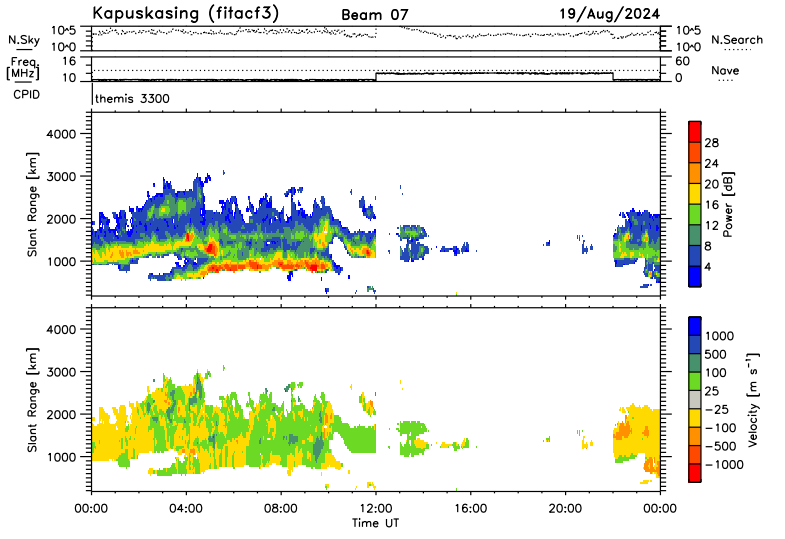 Kapuskasing (fitacf3) Beam 07 19/Aug/2024
N.Sky 10^5 10^0 10^5 10^0 N.Search
Freq. [MHz] 16 10 60 0 Nave
CPID themis 3300
Slant Range [km] 4000 3000 2000 1000
Power [dB] 28 24 20 16 12 8 4
Slant Range [km] 4000 3000 2000 1000
Velocity [m s⁻¹] 1000 500 100 25 −25 −100 −500 −1000
00:00 04:00 08:00 12:00 16:00 20:00 00:00
Time UT